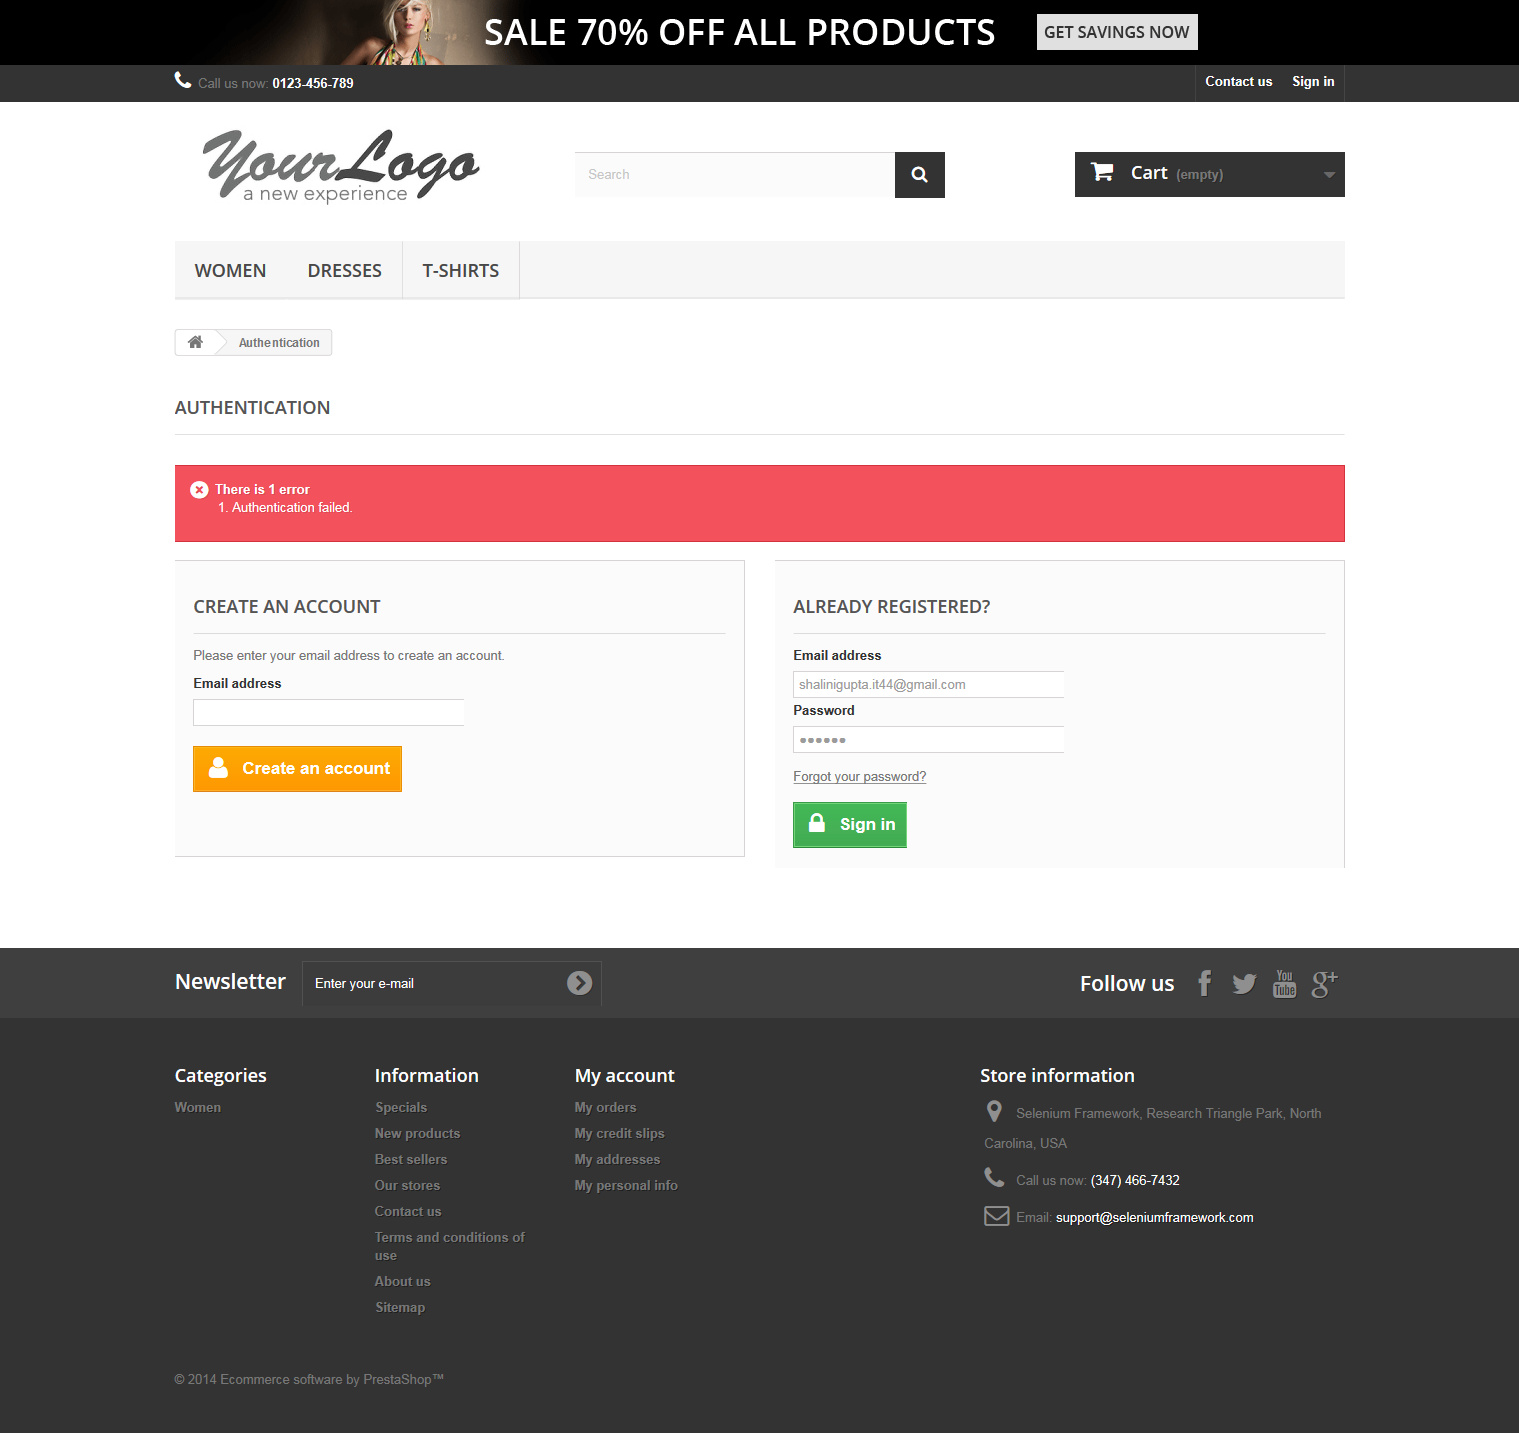 SALE 70% OFF ALL PRODUCTS
GET SAVINGS NOW
Call us now: 0123-456-789
Contact us
Sign in
Your Logo
a new experience
Search
Cart (empty)
WOMEN
DRESSES
T-SHIRTS
Authentication
AUTHENTICATION
There is 1 error
1. Authentication failed.
CREATE AN ACCOUNT
Please enter your email address to create an account.
Email address
Create an account
ALREADY REGISTERED?
Email address
shalinigupta.it44@gmail.com
Password
••••••
Forgot your password?
Sign in
Newsletter
Enter your e-mail
Follow us
You
Tube
g+
Categories
Women
Information
Specials
New products
Best sellers
Our stores
Contact us
Terms and conditions of
use
About us
Sitemap
My account
My orders
My credit slips
My addresses
My personal info
Store information
Selenium Framework, Research Triangle Park, North
Carolina, USA
Call us now: (347) 466-7432
Email: support@seleniumframework.com
© 2014 Ecommerce software by PrestaShop™